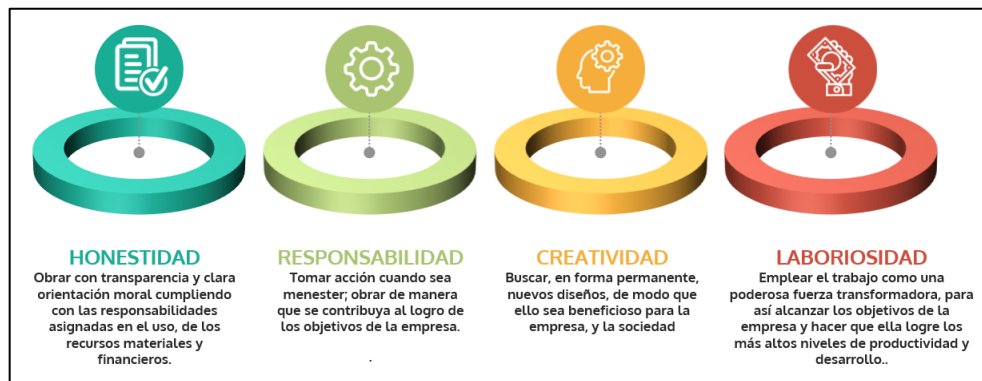 HONESTIDAD
Obrar con transparencia y clara
orientación moral cumpliendo
con las responsabilidades
asignadas en el uso, de los
recursos materiales y
financieros.
RESPONSABILIDAD
Tomar acción cuando sea
menester; obrar de manera
que se contribuya al logro de
los objetivos de la empresa.
.
CREATIVIDAD
Buscar, en forma permanente,
nuevos diseños, de modo que
ello sea beneficioso para la
empresa, y la sociedad
LABORIOSIDAD
Emplear el trabajo como una
poderosa fuerza transformadora, para
así alcanzar los objetivos de la
empresa y hacer que ella logre los
más altos niveles de productividad y
desarrollo..